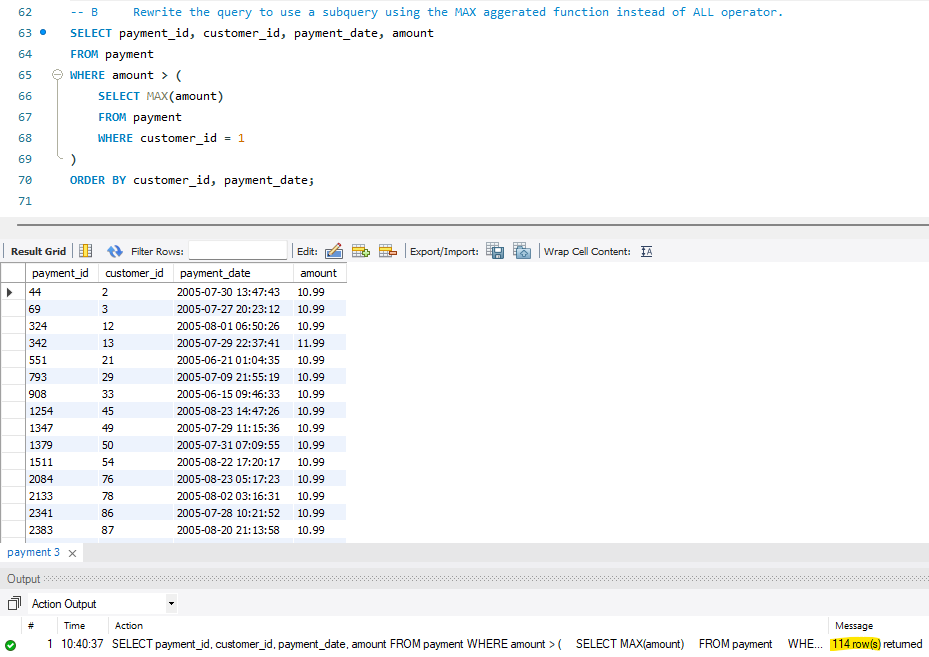 62 -- B Rewrite the query to use a subquery using the MAX aggerated function instead of ALL operator.
63 SELECT payment_id, customer_id, payment_date, amount
64 FROM payment
65 WHERE amount > (
66 SELECT MAX(amount)
67 FROM payment
68 WHERE customer_id = 1
69 )
70 ORDER BY customer_id, payment_date;
71
Result Grid Filter Rows: Edit: Export/Import: Wrap Cell Content: IA
payment_id customer_id payment_date amount
44 2 2005-07-30 13:47:43 10.99
69 3 2005-07-27 20:23:12 10.99
324 12 2005-08-01 06:50:26 10.99
342 13 2005-07-29 22:37:41 11.99
551 21 2005-06-21 01:04:35 10.99
793 29 2005-07-09 21:55:19 10.99
908 33 2005-06-15 09:46:33 10.99
1254 45 2005-08-23 14:47:26 10.99
1347 49 2005-07-29 11:15:36 10.99
1379 50 2005-07-31 07:09:55 10.99
1511 54 2005-08-22 17:20:17 10.99
2084 76 2005-08-23 05:17:23 10.99
2133 78 2005-08-02 03:16:31 10.99
2341 86 2005-07-28 10:21:52 10.99
2383 87 2005-08-20 21:13:58 10.99
payment 3
Output
Action Output
# Time Action Message
1 10:40:37 SELECT payment_id, customer_id, payment_date, amount FROM payment WHERE amount > ( SELECT MAX(amount) FROM payment WHE... 114 row(s) returned